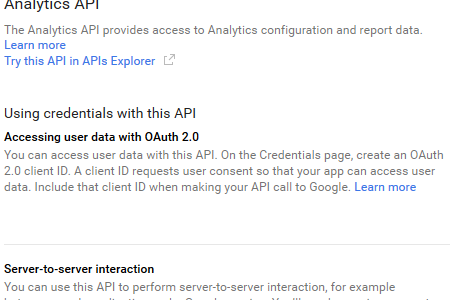 Analytics API
The Analytics API provides access to Analytics configuration and report data.
Learn more
Try this API in APIs Explorer
Using credentials with this API
Accessing user data with OAuth 2.0
You can access user data with this API. On the Credentials page, create an OAuth
2.0 client ID. A client ID requests user consent so that your app can access user
data. Include that client ID when making your API call to Google. Learn more
Server-to-server interaction
You can use this API to perform server-to-server interaction, for example